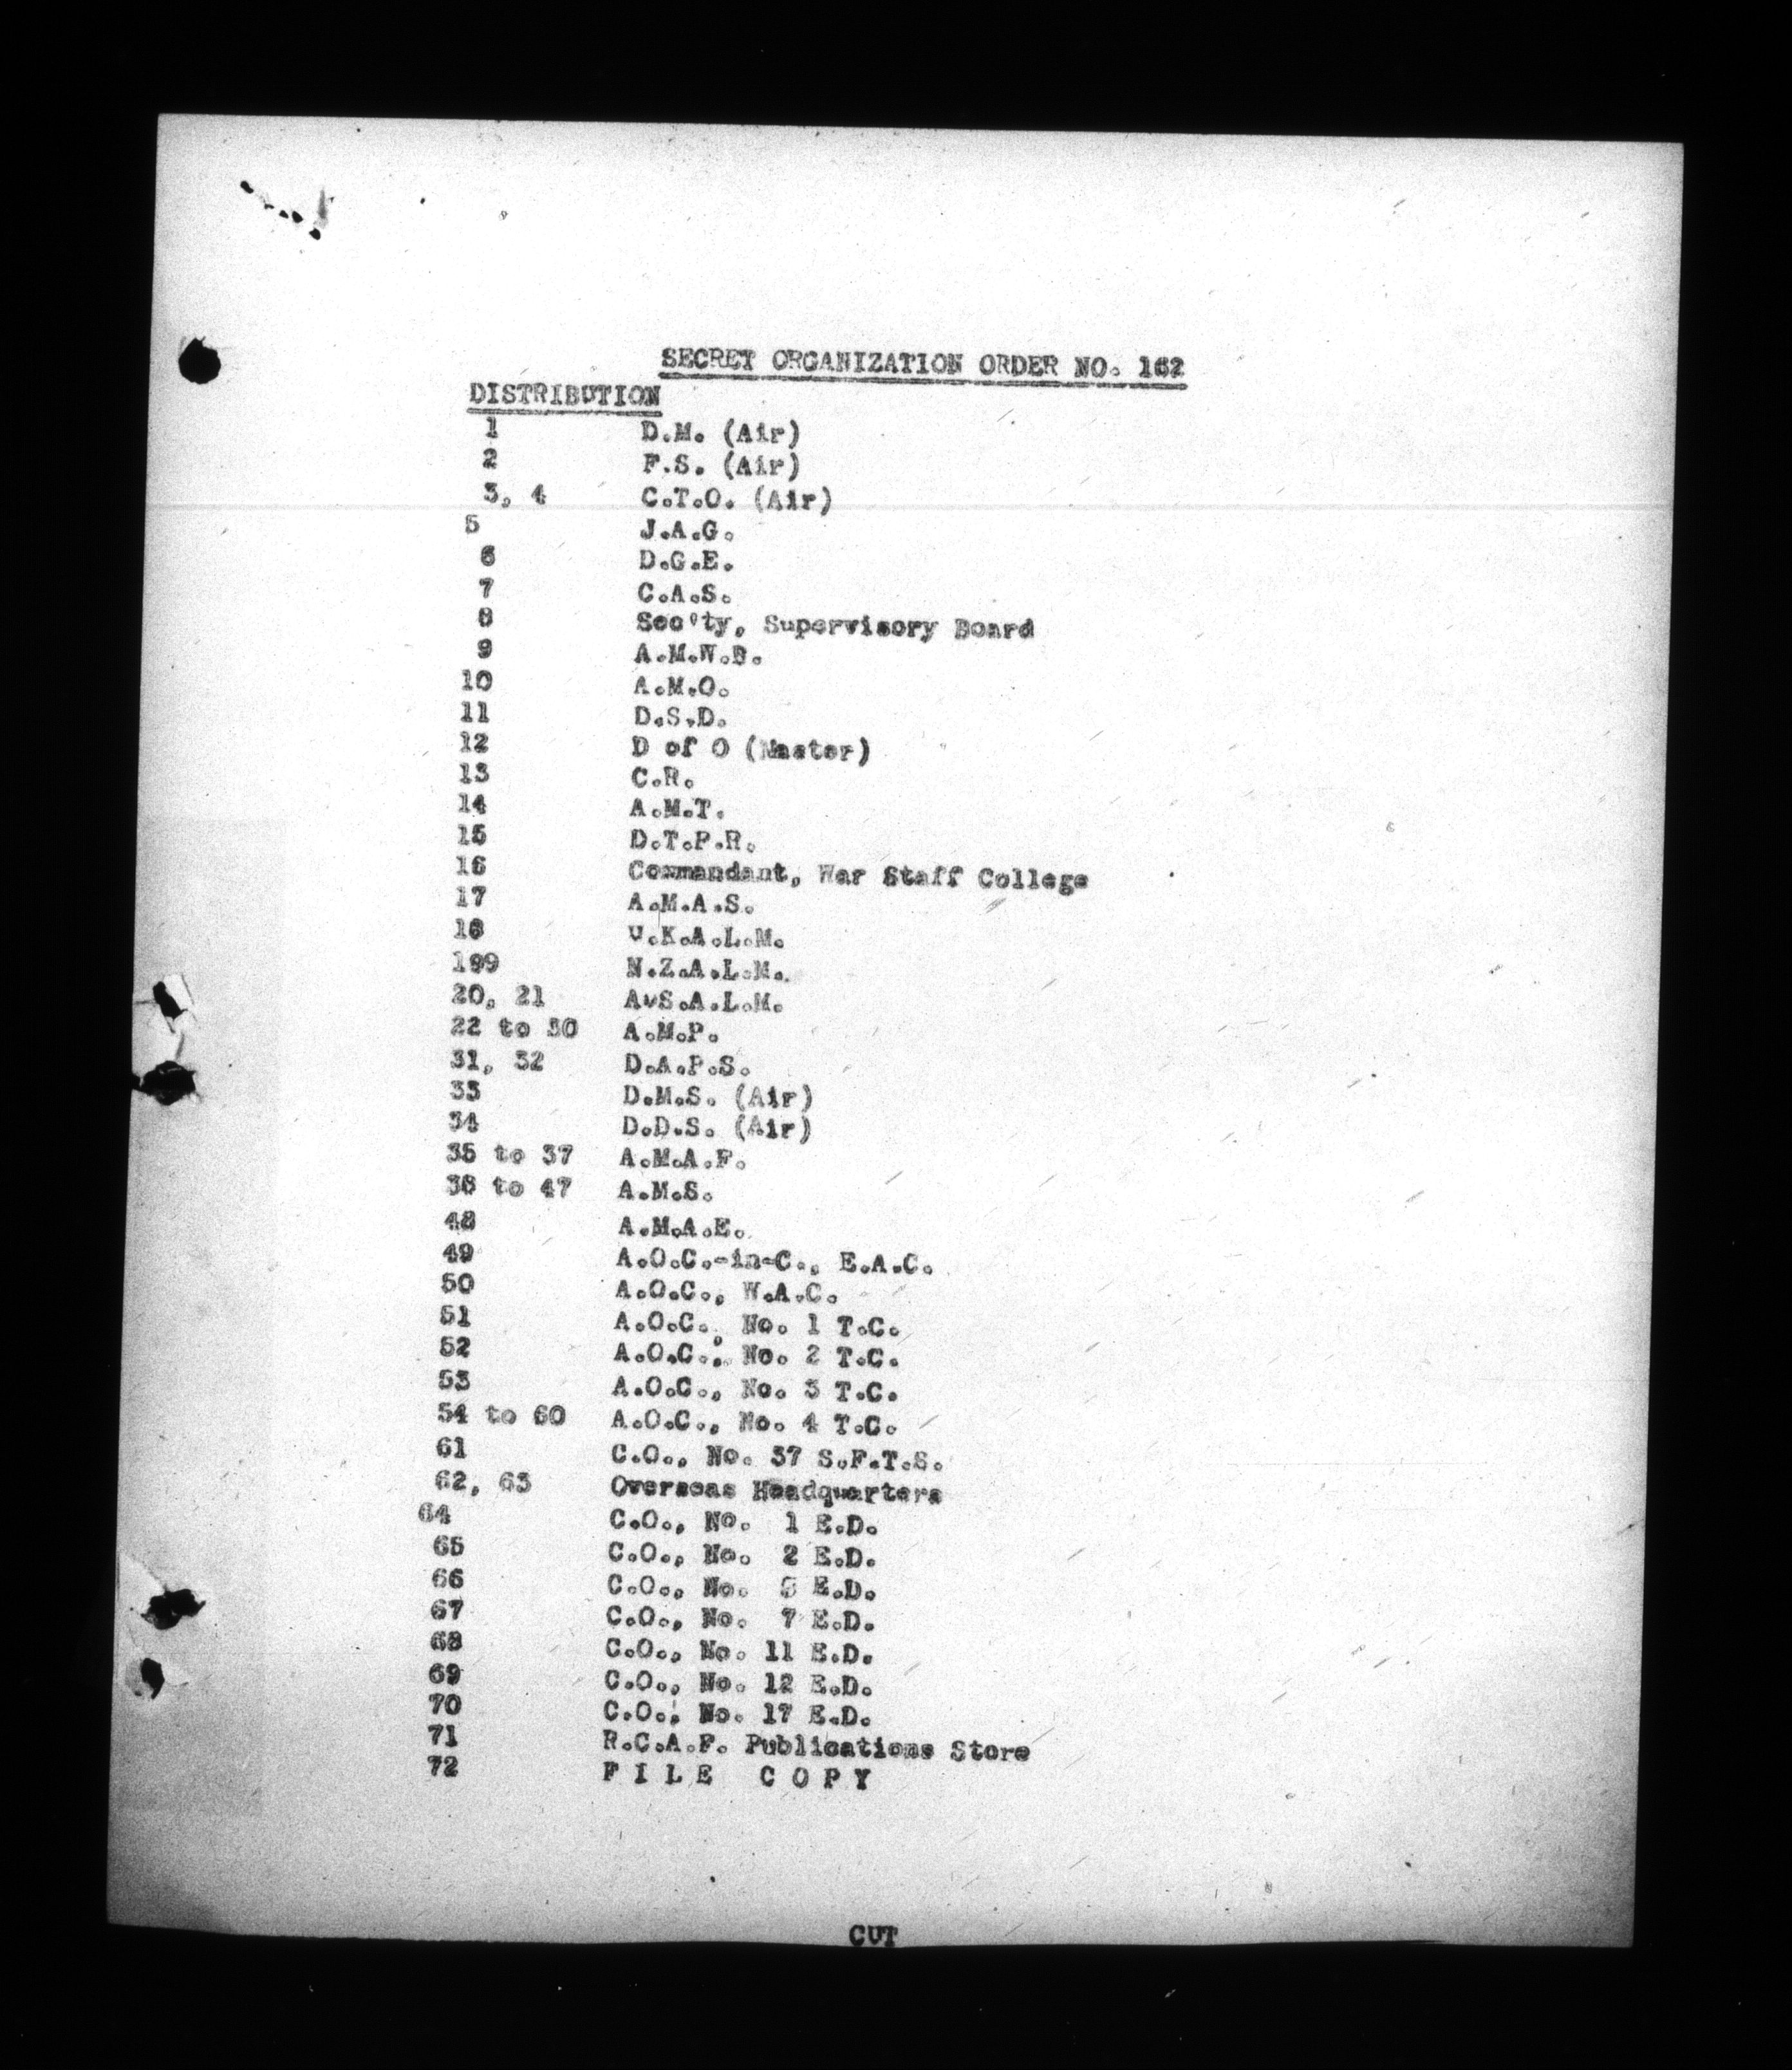 SECRET ORGANIZATION ORDER NO. 162
DISTRIBUTION
1 D.M. (Air)
2 F.S. (Air)
3, 4 C.T.O. (Air)
5 J.A.G.
6 D.G.E.
7 C.A.S.
8 Sec'ty, Supervisory Board
9 A.M.W.B.
10 A.M.O.
11 D.S.D.
12 D of O (Master)
13 C.R.
14 A.M.T.
15 D.T.P.R.
16 Commandant, War Staff College
17 A.M.A.S.
18 U.K.A.L.M.
199 N.Z.A.L.M.
20, 21 AuS.A.L.M.
22 to 30 A.M.P.
31, 32 D.A.P.S.
33 D.M.S. (Air)
34 D.D.S. (Air)
35 to 37 A.M.A.F.
38 to 47 A.M.S.
48 A.M.A.E.
49 A.O.C.-in-C., E.A.C.
50 A.O.C., W.A.C.
51 A.O.C., No. 1 T.C.
52 A.O.C., No. 2 T.C.
53 A.O.C., No. 3 T.C.
54 to 60 A.O.C., No. 4 T.C.
61 C.O., No. 37 S.F.T.S.
62, 63 Overseas Headquarters
64 C.O., No. 1 E.D.
65 C.O., No. 2 E.D.
66 C.O., No. E.D.
67 C.O., No. 7 E.D.
68 C.O., No. 11 E.D.
69 C.O., No. 12 E.D.
70 C.O., No. 17 E.D.
71 R.C.A.F. Publications Store
72 F I L E C O P Y
CUT